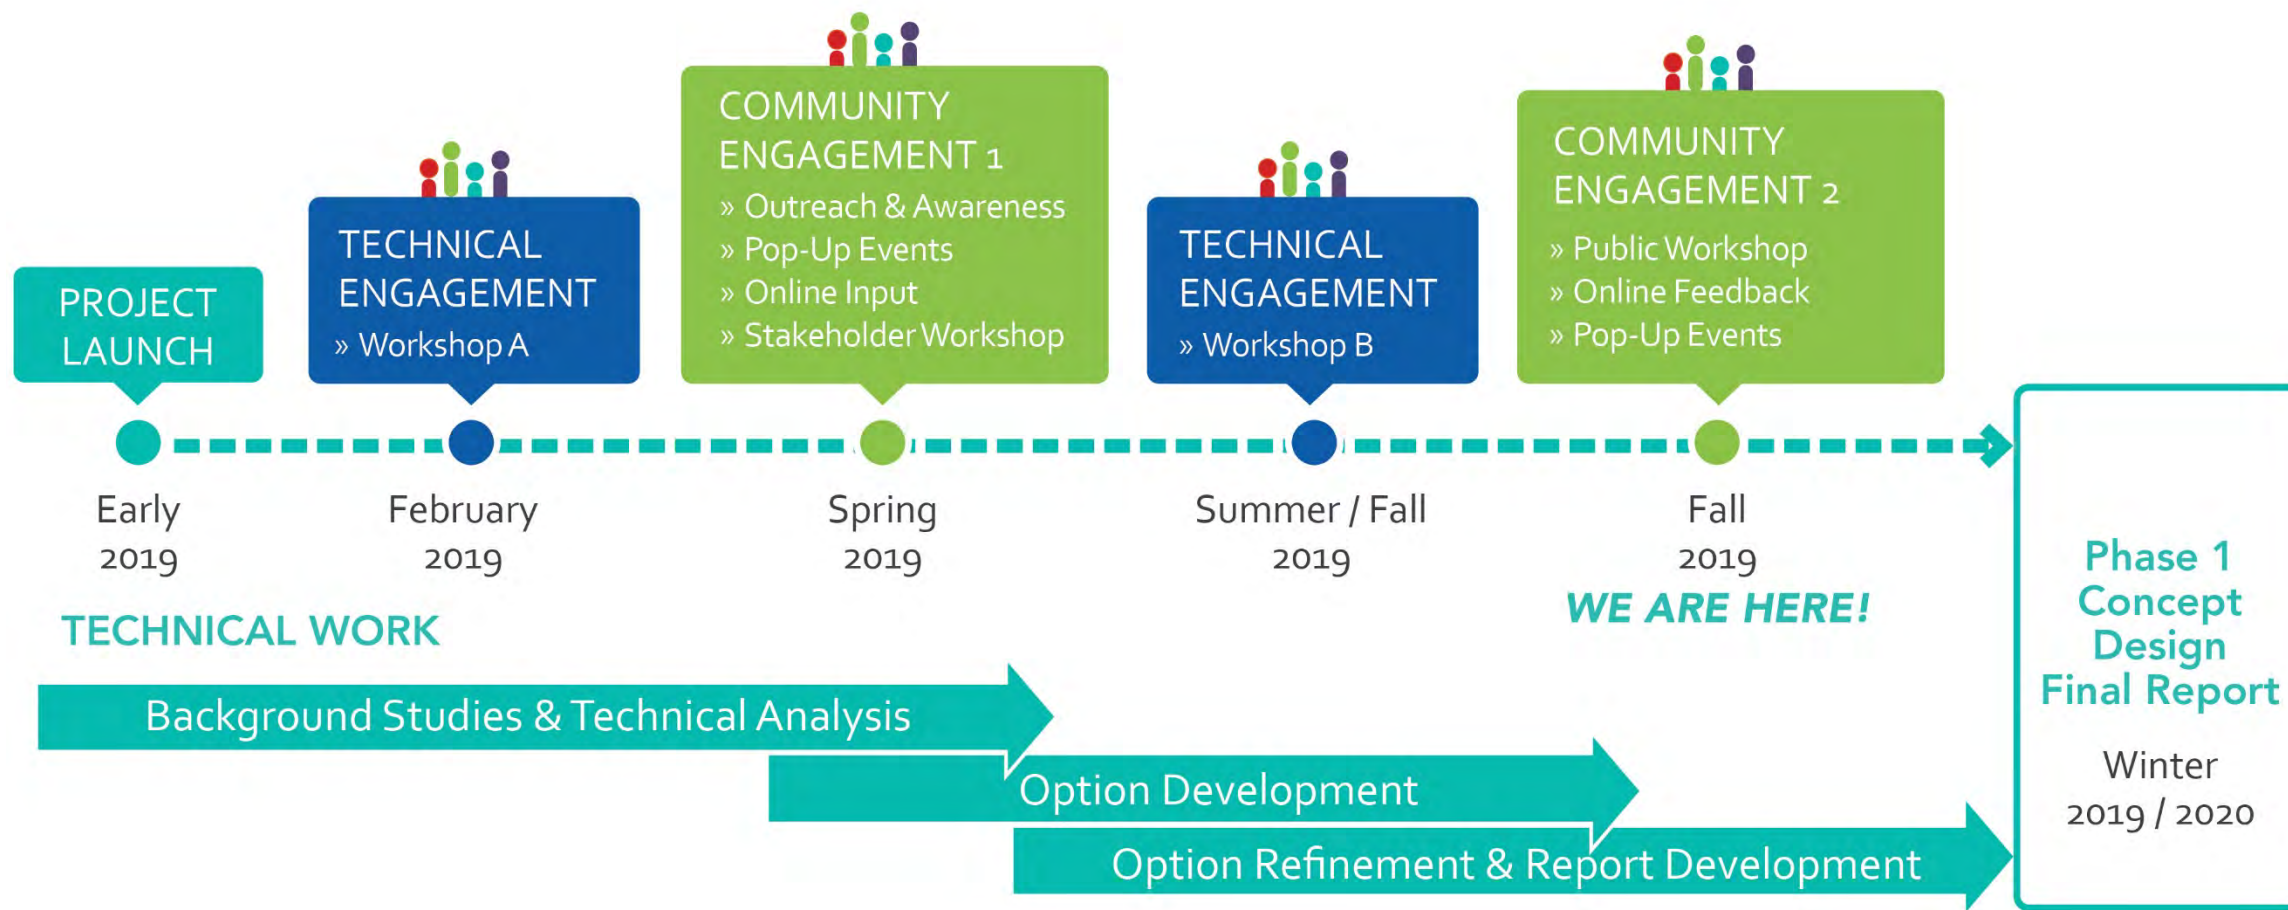 PROJECT
LAUNCH
TECHNICAL
ENGAGEMENT
» Workshop A
COMMUNITY
ENGAGEMENT 1
» Outreach & Awareness
» Pop-Up Events
» Online Input
» Stakeholder Workshop
TECHNICAL
ENGAGEMENT
» Workshop B
COMMUNITY
ENGAGEMENT 2
» Public Workshop
» Online Feedback
» Pop-Up Events
Early
2019
February
2019
Spring
2019
Summer / Fall
2019
Fall
2019
WE ARE HERE!
TECHNICAL WORK
Background Studies & Technical Analysis
Option Development
Option Refinement & Report Development
Phase 1
Concept
Design
Final Report
Winter
2019 / 2020